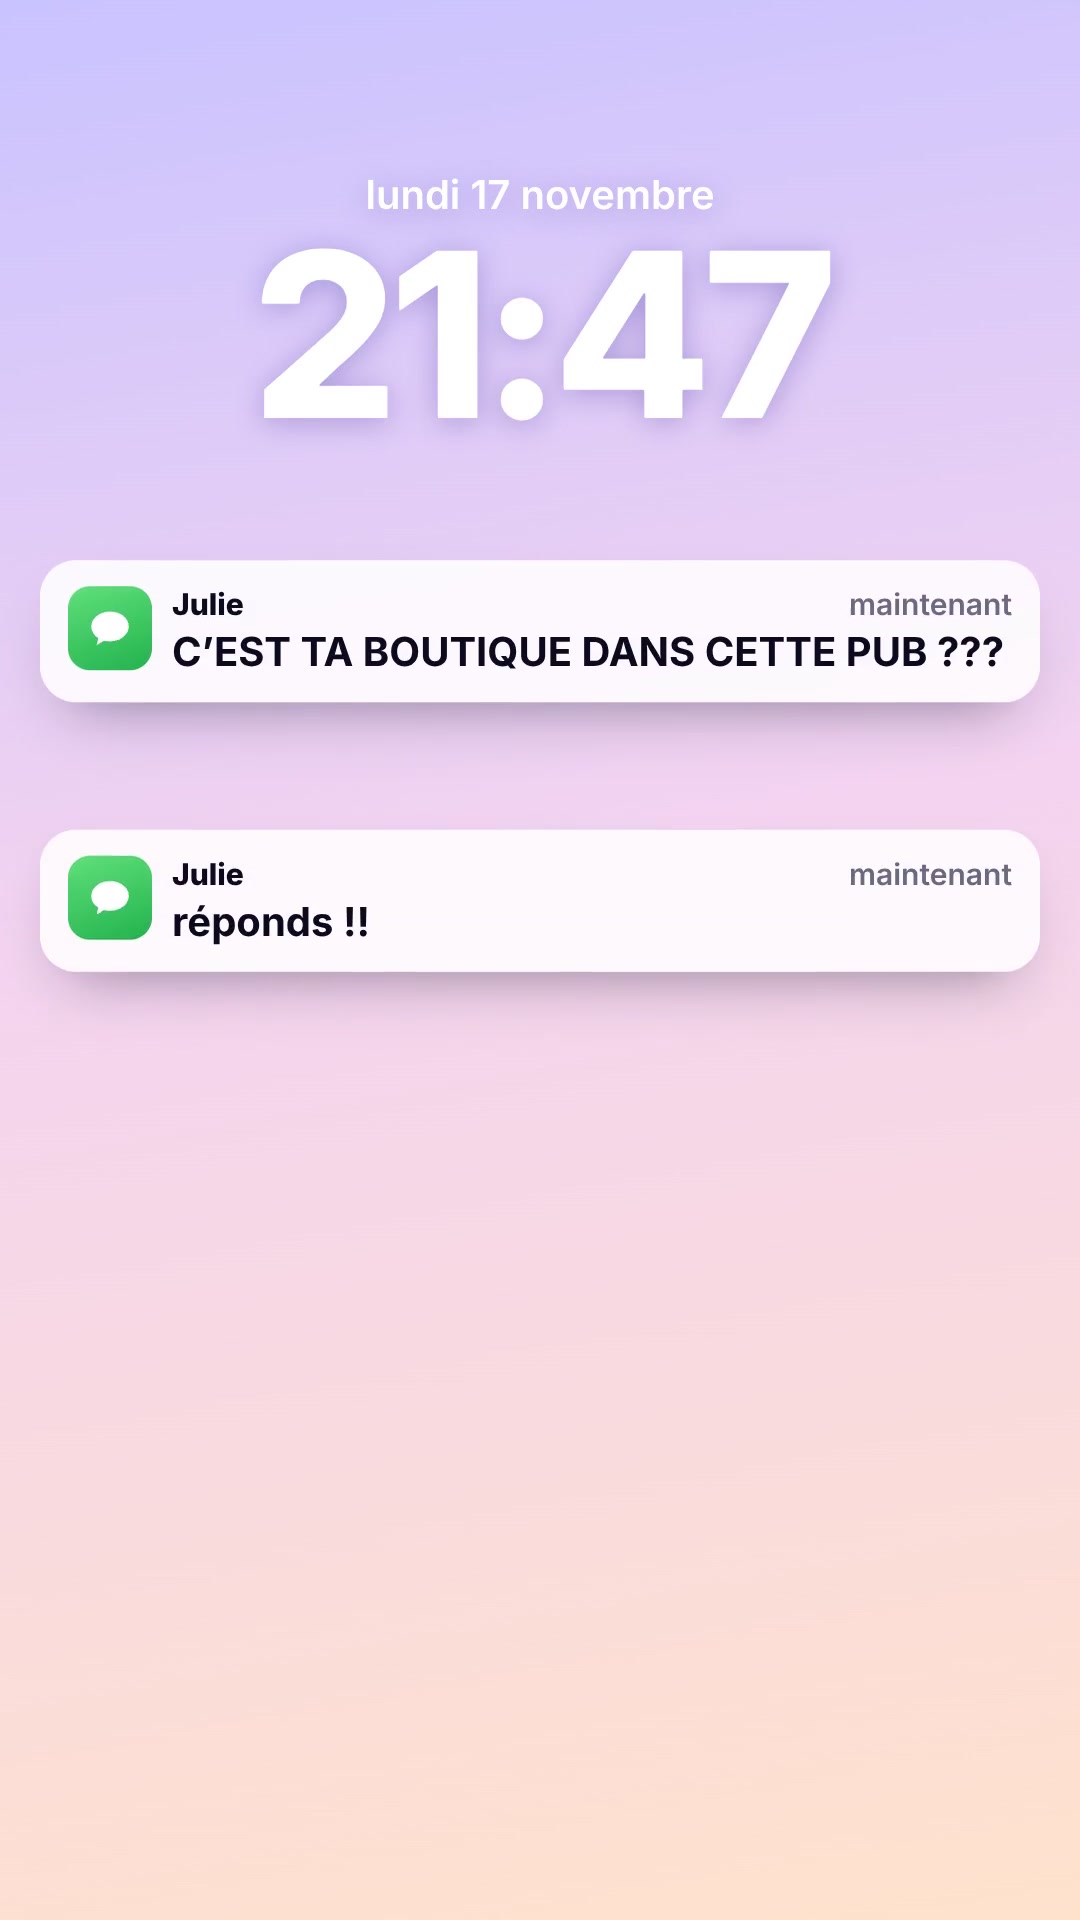 lundi 17 novembre
21:47
Julie
maintenant
C’EST TA BOUTIQUE DANS CETTE PUB ???
Julie
maintenant
réponds !!